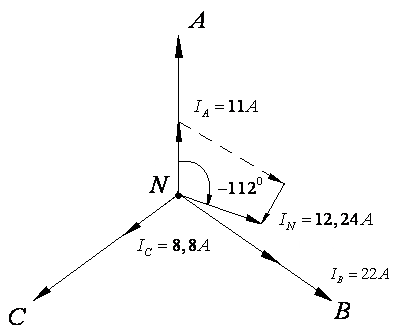 A
I_A = 11A
N
−112⁰
I_N = 12,24A
I_C = 8,8A
I_B = 22A
C
B